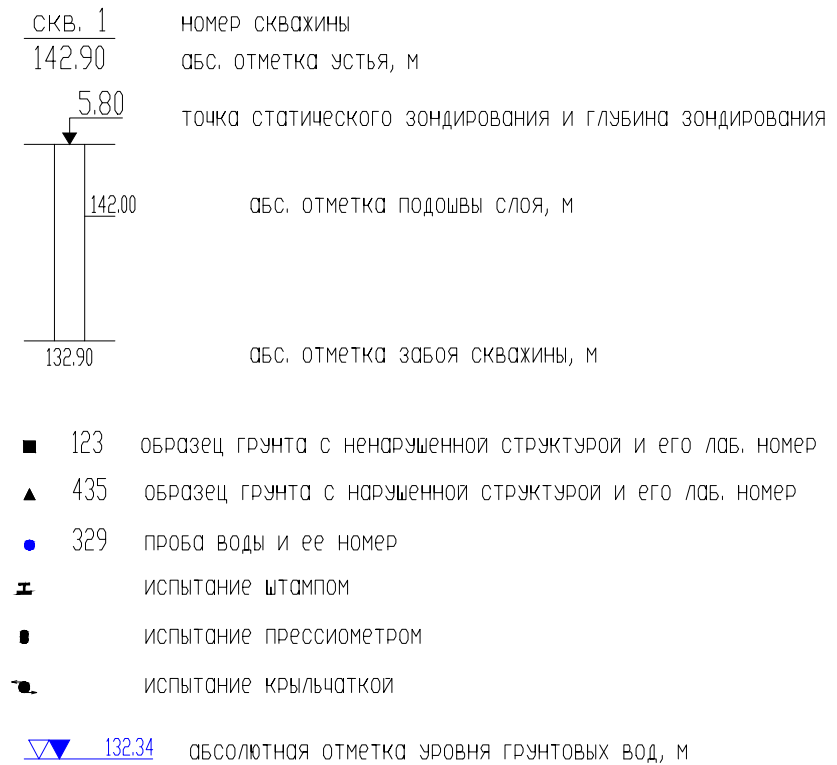 СКВ. 1 НОМЕР СКВАЖИНЫ
142.90 АБС. ОТМЕТКА УСТЬЯ, М
5.80
ТОЧКА СТАТИЧЕСКОГО ЗОНДИРОВАНИЯ И ГЛУБИНА ЗОНДИРОВАНИЯ
142.00 АБС. ОТМЕТКА ПОДОШВЫ СЛОЯ, М
132.90 АБС. ОТМЕТКА ЗАБОЯ СКВАЖИНЫ, М
123 ОБРАЗЕЦ ГРУНТА С НЕНАРУШЕННОЙ СТРУКТУРОЙ И ЕГО ЛАБ. НОМЕР
435 ОБРАЗЕЦ ГРУНТА С НАРУШЕННОЙ СТРУКТУРОЙ И ЕГО ЛАБ. НОМЕР
329 ПРОБА ВОДЫ И ЕЕ НОМЕР
ИСПЫТАНИЕ ШТАМПОМ
ИСПЫТАНИЕ ПРЕССИОМЕТРОМ
ИСПЫТАНИЕ КРЫЛЬЧАТКОЙ
132.34 АБСОЛЮТНАЯ ОТМЕТКА УРОВНЯ ГРУНТОВЫХ ВОД, М